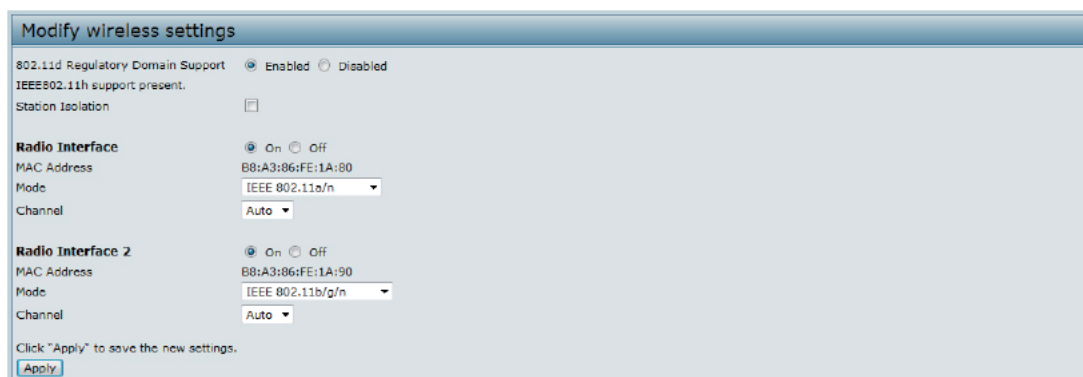 Modify wireless settings
802.11d Regulatory Domain Support Enabled Disabled
IEEE802.11h support present.
Station Isolation
Radio Interface On Off
MAC Address B8:A3:86:FE:1A:80
Mode IEEE 802.11a/n
Channel Auto
Radio Interface 2 On Off
MAC Address B8:A3:86:FE:1A:90
Mode IEEE 802.11b/g/n
Channel Auto
Click "Apply" to save the new settings.
Apply